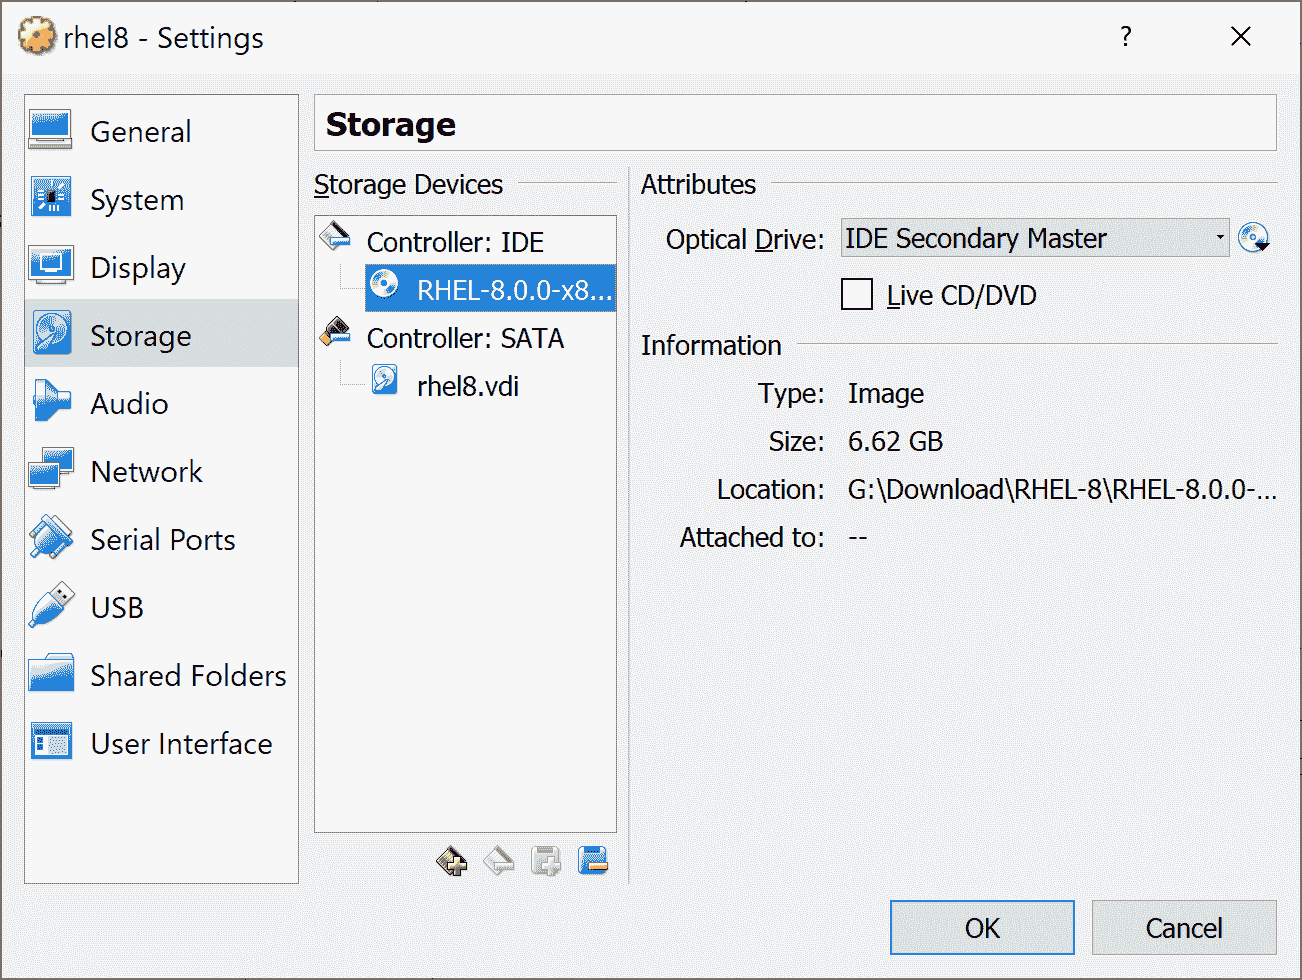 rhel8 - Settings
?
General
System
Display
Storage
Audio
Network
Serial Ports
USB
Shared Folders
User Interface
Storage
Storage Devices
Controller: IDE
RHEL-8.0.0-x8...
Controller: SATA
rhel8.vdi
Attributes
Optical Drive: IDE Secondary Master
Live CD/DVD
Information
Type: Image
Size: 6.62 GB
Location: G:\Download\RHEL-8\RHEL-8.0.0-...
Attached to: --
OK
Cancel